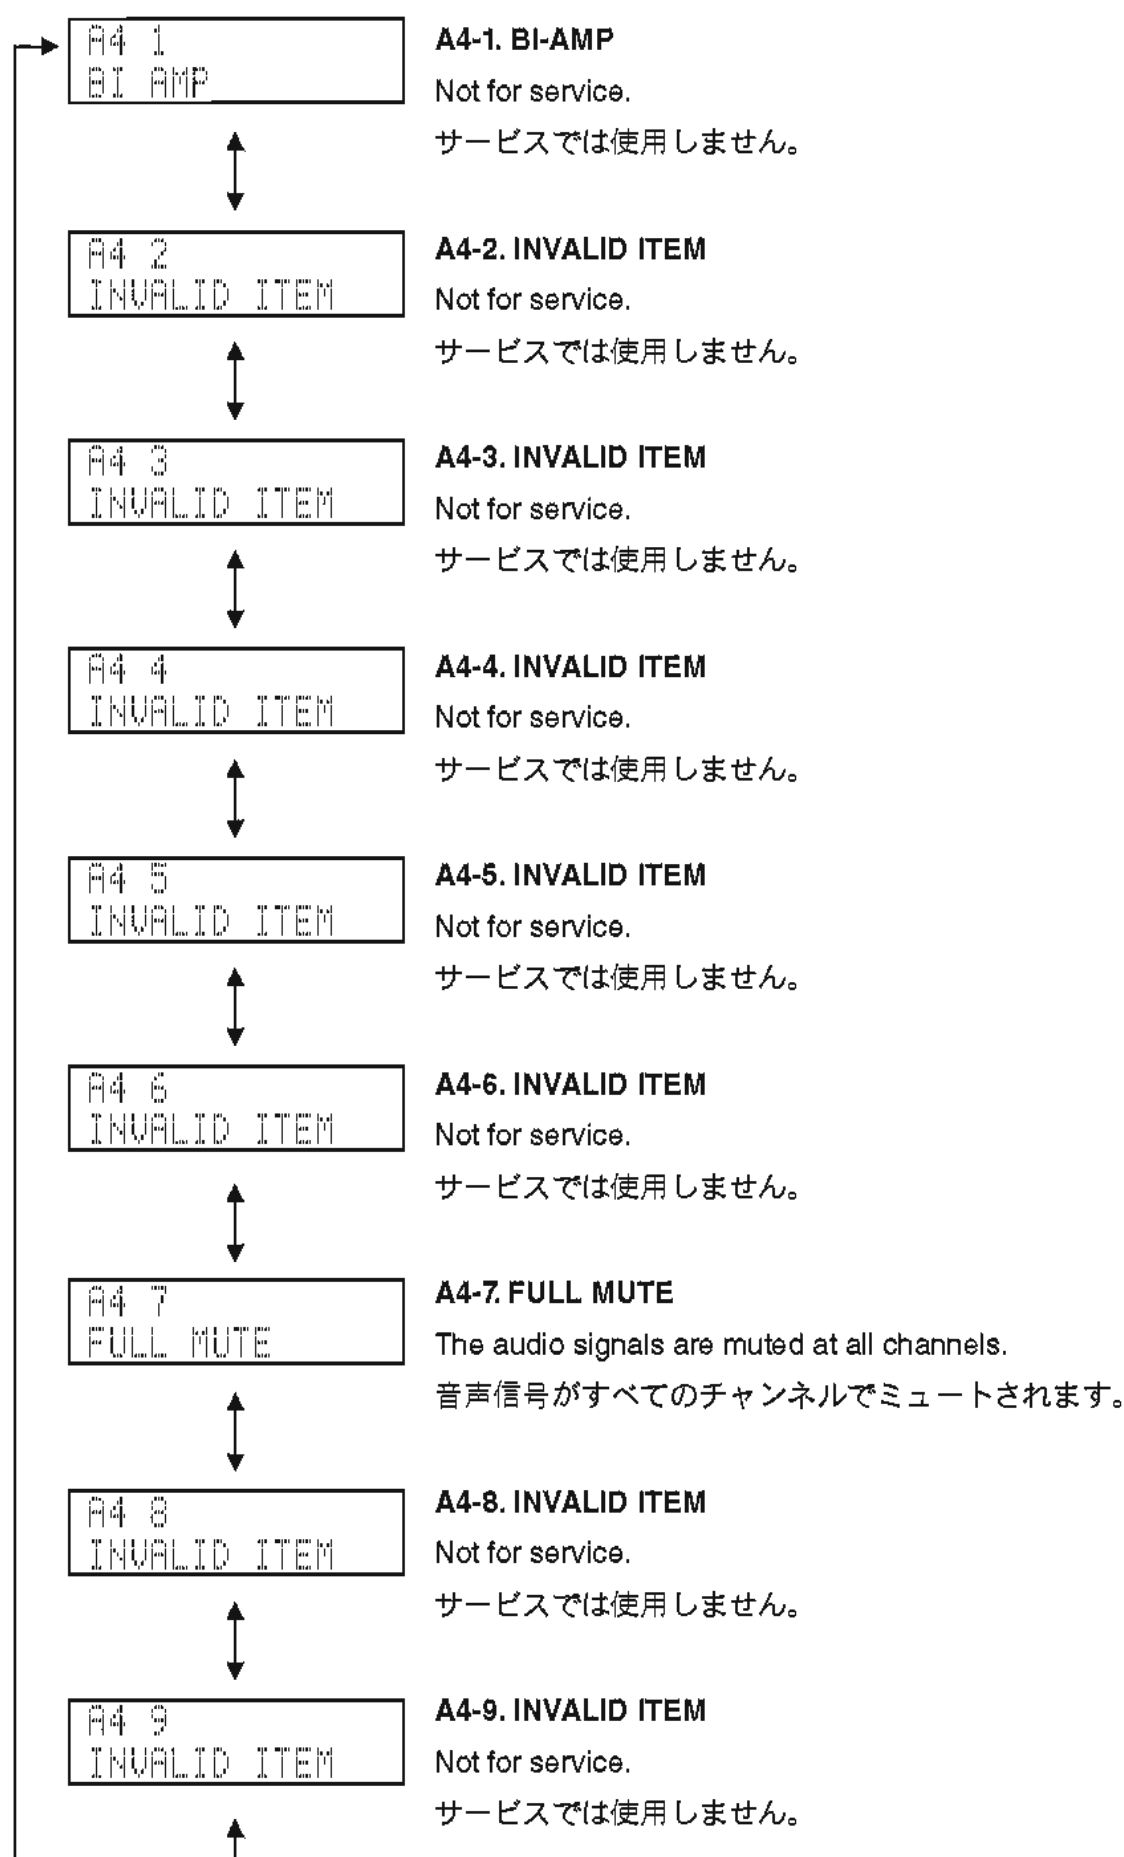 A4 1
BI AMP
A4-1. BI-AMP
Not for service.
サービスでは使用しません。
A4 2
INVALID ITEM
A4-2. INVALID ITEM
Not for service.
サービスでは使用しません。
A4 3
INVALID ITEM
A4-3. INVALID ITEM
Not for service.
サービスでは使用しません。
A4 4
INVALID ITEM
A4-4. INVALID ITEM
Not for service.
サービスでは使用しません。
A4 5
INVALID ITEM
A4-5. INVALID ITEM
Not for service.
サービスでは使用しません。
A4 6
INVALID ITEM
A4-6. INVALID ITEM
Not for service.
サービスでは使用しません。
A4 7
FULL MUTE
A4-7. FULL MUTE
The audio signals are muted at all channels.
音声信号がすべてのチャンネルでミュートされます。
A4 8
INVALID ITEM
A4-8. INVALID ITEM
Not for service.
サービスでは使用しません。
A4 9
INVALID ITEM
A4-9. INVALID ITEM
Not for service.
サービスでは使用しません。